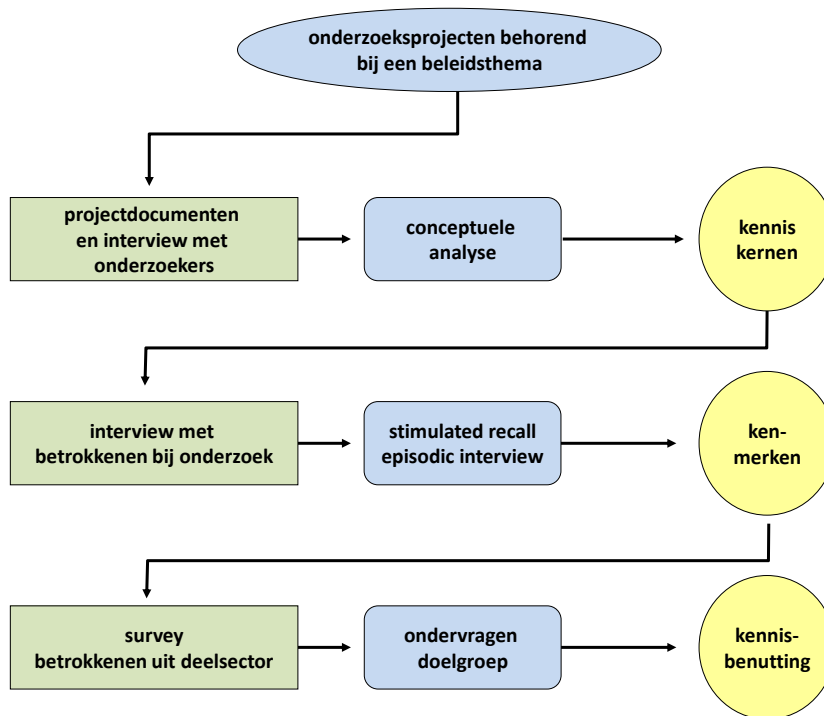 onderzoeksprojecten behorend
bij een beleidsthema
projectdocumenten
en interview met
onderzoekers
conceptuele
analyse
kennis
kernen
interview met
betrokkenen bij onderzoek
stimulated recall
episodic interview
ken-
merken
survey
betrokkenen uit deelsector
ondervragen
doelgroep
kennis-
benutting